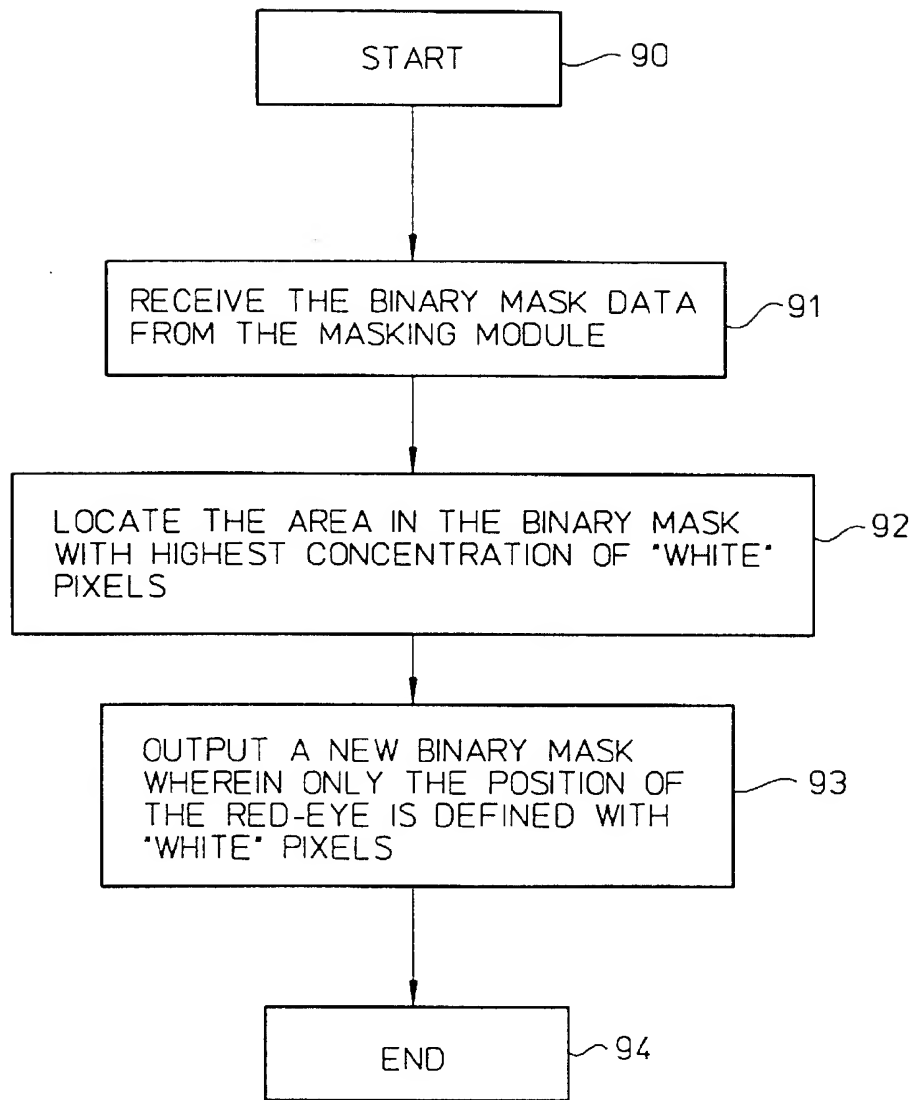 START
90
RECEIVE THE BINARY MASK DATA
FROM THE MASKING MODULE
91
LOCATE THE AREA IN THE BINARY MASK
WITH HIGHEST CONCENTRATION OF "WHITE"
PIXELS
92
OUTPUT A NEW BINARY MASK
WHEREIN ONLY THE POSITION OF
THE RED-EYE IS DEFINED WITH
"WHITE" PIXELS
93
END
94